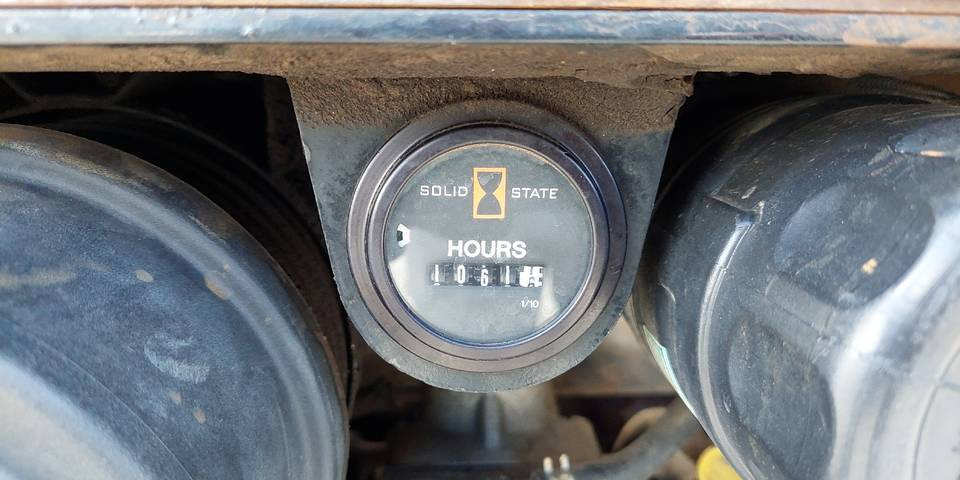 SOLID STATE
HOURS
1061
1/10